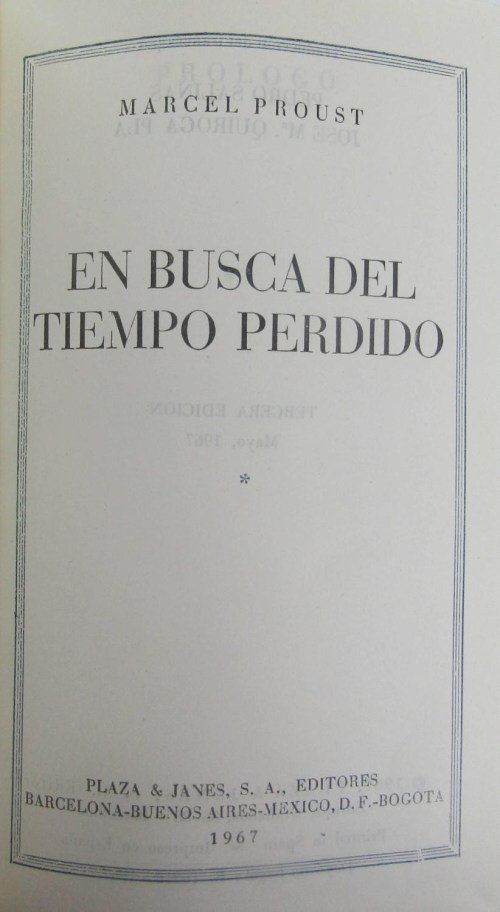 MARCEL PROUST
EN BUSCA DEL
TIEMPO PERDIDO
*
PLAZA & JANES, S. A., EDITORES
BARCELONA-BUENOS AIRES-MEXICO, D. F.-BOGOTA
1967